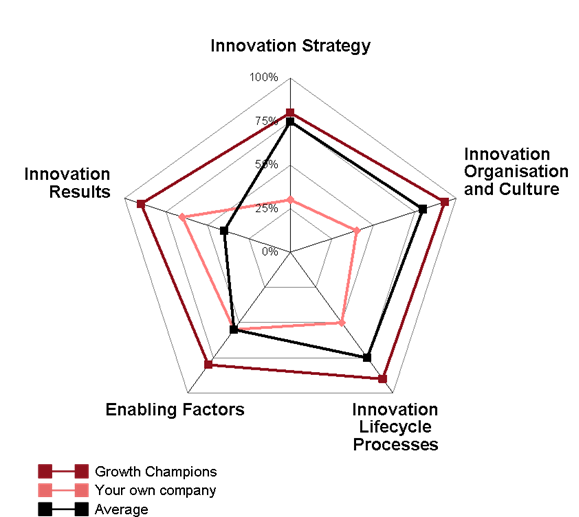 Innovation Strategy
100%
75%
50%
25%
0%
Innovation
Organisation
and Culture
Innovation
Results
Enabling Factors
Innovation
Lifecycle
Processes
Growth Champions
Your own company
Average